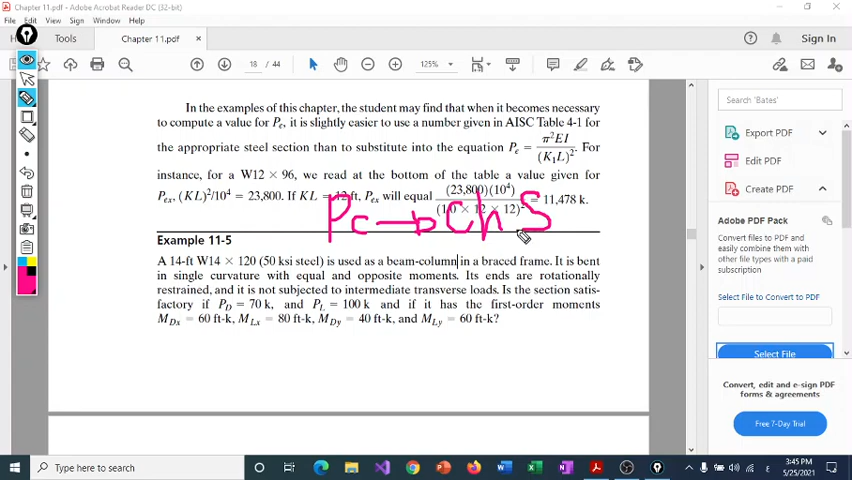 Chapter 11.pdf - Adobe Acrobat Reader DC (32-bit)
File Edit View Sign Window Help
Tools
Chapter 11.pdf ×
Sign In
18 / 44
125%
In the examples of this chapter, the student may find that when it becomes necessary
to compute a value for Pe, it is slightly easier to use a number given in AISC Table 4-1
for the appropriate steel section than to substitute into the equation Pe = π²EI / (K₁L)². For
instance, for a W12 × 96, we read at the bottom of the table a value given for
Pex, (KL)²/10⁴ = 23,800. If KL = 12 ft, Pex will equal (23,800)(10⁴) / (1.0 × 12 × 12)² = 11,478 k.
Pc → Ch 5
Example 11-5
A 14-ft W14 × 120 (50 ksi steel) is used as a beam-column in a braced frame. It is bent
in single curvature with equal and opposite moments. Its ends are rotationally
restrained, and it is not subjected to intermediate transverse loads. Is the section satis-
factory if PD = 70 k, and PL = 100 k and if it has the first-order moments
MDx = 60 ft-k, MLx = 80 ft-k, MDy = 40 ft-k, and MLy = 60 ft-k?
Search 'Bates'
Export PDF
Edit PDF
Create PDF
Adobe PDF Pack
Convert files to PDF and
easily combine them with
other file types with a paid
subscription
Select File to Convert to PDF
Select File
Convert, edit and e-sign PDF
forms & agreements
Free 7-Day Trial
Type here to search
3:45 PM
5/25/2021